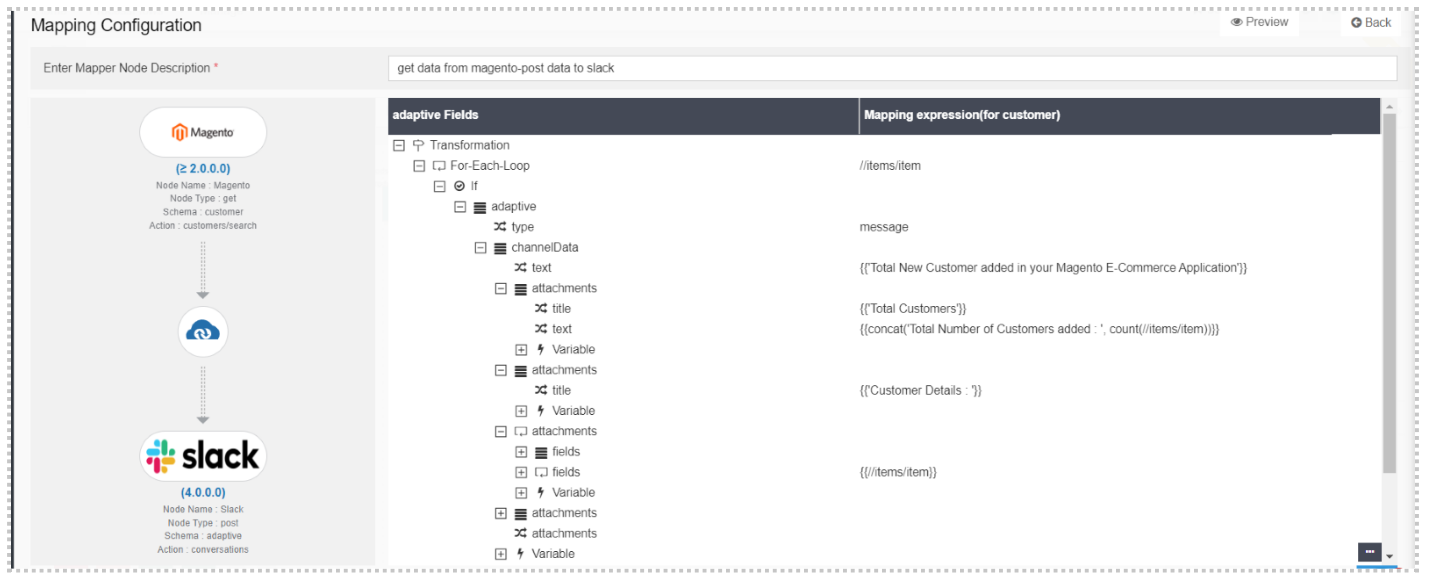 Mapping Configuration
Preview
Back
Enter Mapper Node Description *
get data from magento-post data to slack
Magento
(≥ 2.0.0.0)
Node Name : Magento
Node Type : get
Schema : customer
Action : customers/search
slack
(4.0.0.0)
Node Name : Slack
Node Type : post
Schema : adaptive
Action : conversations
adaptive Fields
Mapping expression(for customer)
Transformation
For-Each-Loop
//items/item
If
adaptive
type
message
channelData
text
{{'Total New Customer added in your Magento E-Commerce Application'}}
attachments
title
{{'Total Customers'}}
text
{{concat('Total Number of Customers added : ', count(//items/item))}}
Variable
attachments
title
{{'Customer Details : '}}
Variable
attachments
fields
fields
{{//items/item}}
Variable
attachments
attachments
Variable